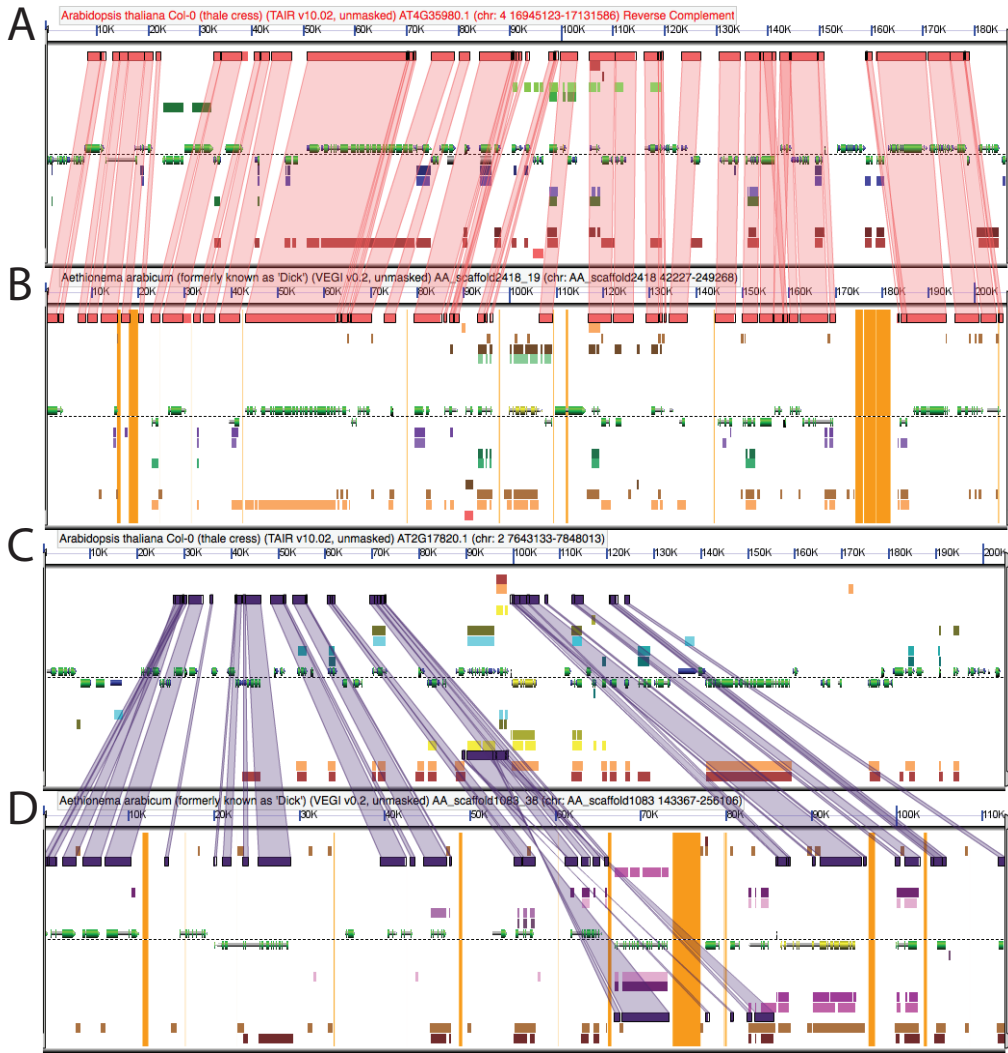 A
Arabidopsis thaliana Col-0 (thale cress) (TAIR v10.02, unmasked) AT4G35980.1 (chr: 4 16945123-17131586) Reverse Complement
10K 20K 30K 40K 50K 60K 70K 80K 90K 100K 110K 120K 130K 140K 150K 160K 170K 180K
B
Aethionema arabicum (formerly known as 'Dick') (VEGI v0.2, unmasked) AA_scaffold2418_19 (chr: AA_scaffold2418 42227-249268)
10K 20K 30K 40K 50K 60K 70K 80K 90K 100K 110K 120K 130K 140K 150K 160K 170K 180K 190K 200K
C
Arabidopsis thaliana Col-0 (thale cress) (TAIR v10.02, unmasked) AT2G17820.1 (chr: 2 7643133-7848013)
10K 20K 30K 40K 50K 60K 70K 80K 90K 100K 110K 120K 130K 140K 150K 160K 170K 180K 190K 200K
D
Aethionema arabicum (formerly known as 'Dick') (VEGI v0.2, unmasked) AA_scaffold1083_38 (chr: AA_scaffold1083 143367-256106)
10K 20K 30K 40K 50K 60K 70K 80K 90K 100K